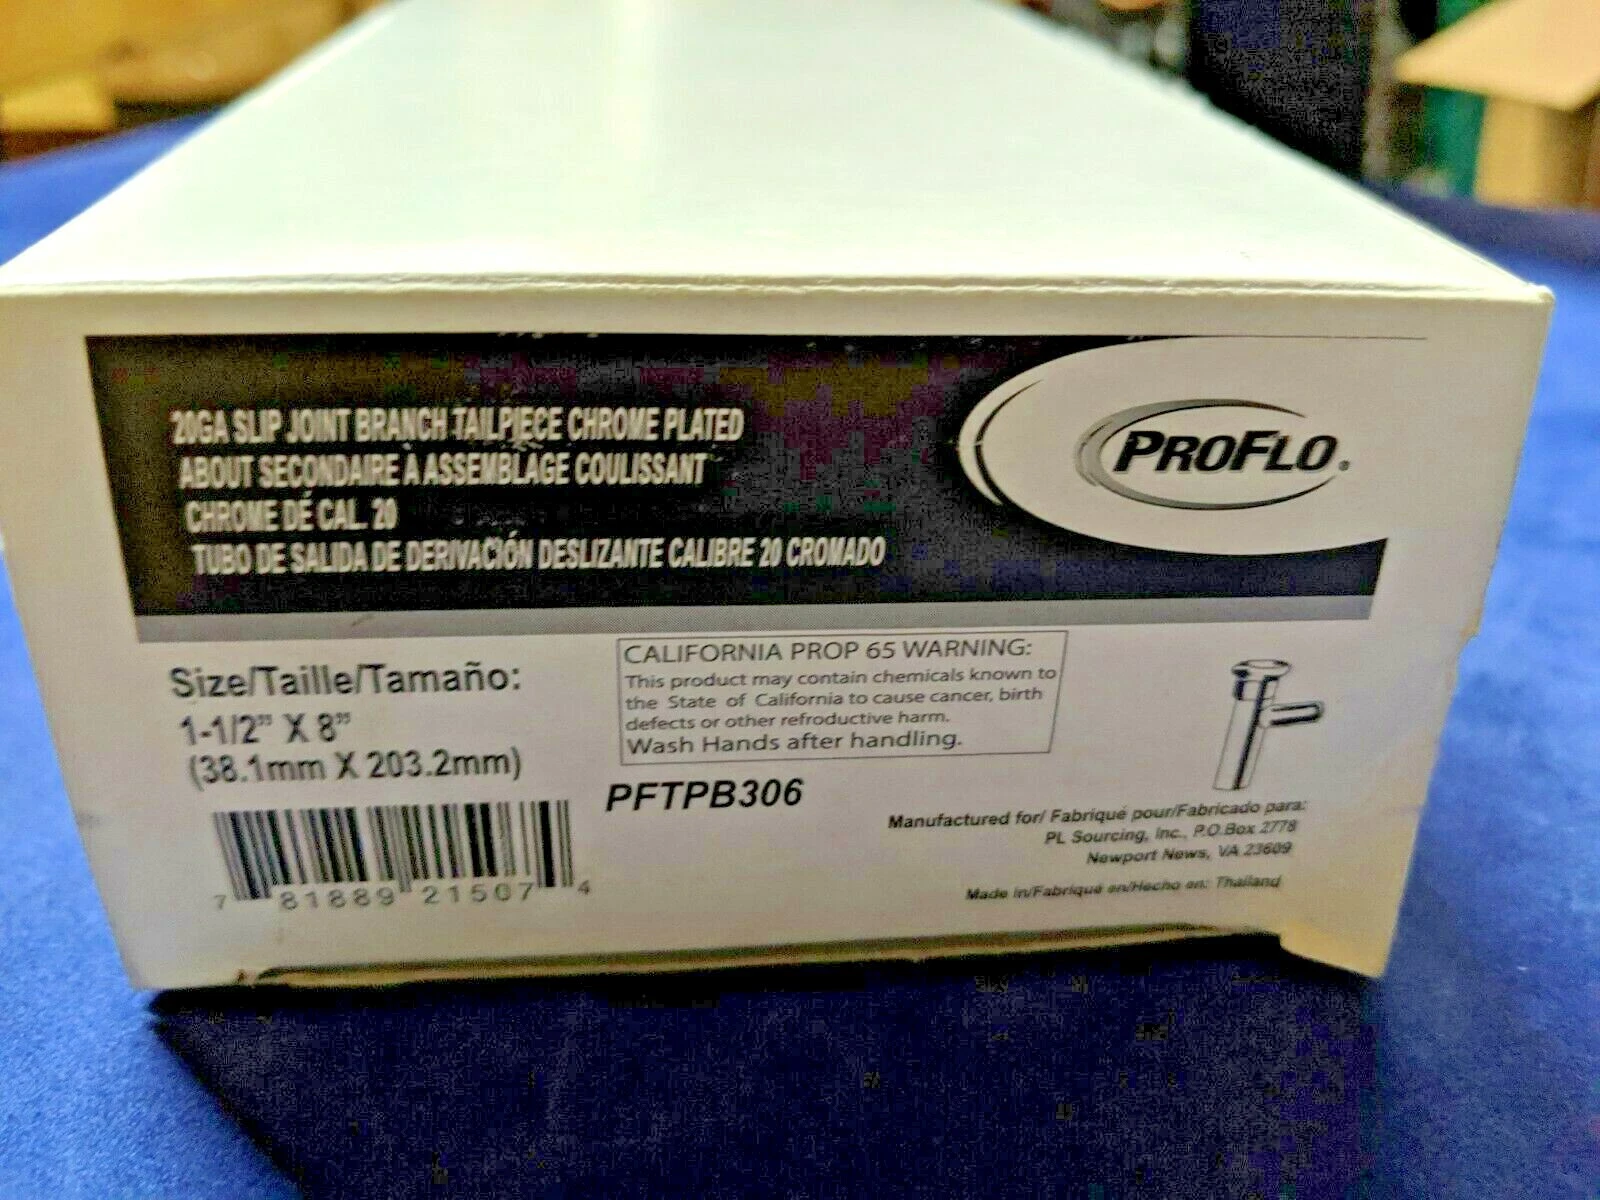 20GA SLIP JOINT BRANCH TAILPIECE CHROME PLATED
ABOUT SECONDAIRE À ASSEMBLAGE COULISSANT
CHROME DÉ CAL. 20
TUBO DE SALIDA DE DERIVACIÓN DESLIZANTE CALIBRE 20 CROMADO
PROFLO®
Size/Taille/Tamaño:
1-1/2" X 8"
(38.1mm X 203.2mm)
CALIFORNIA PROP 65 WARNING:
This product may contain chemicals known to
the State of California to cause cancer, birth
defects or other refroductive harm.
Wash Hands after handling.
PFTPB306
7 81889 21507 4
Manufactured for/ Fabriqué pour/Fabricado para:
PL Sourcing, Inc., P.O.Box 2778
Newport News, VA 23609
Made in/Fabriqué en/Hecho en: Thailand